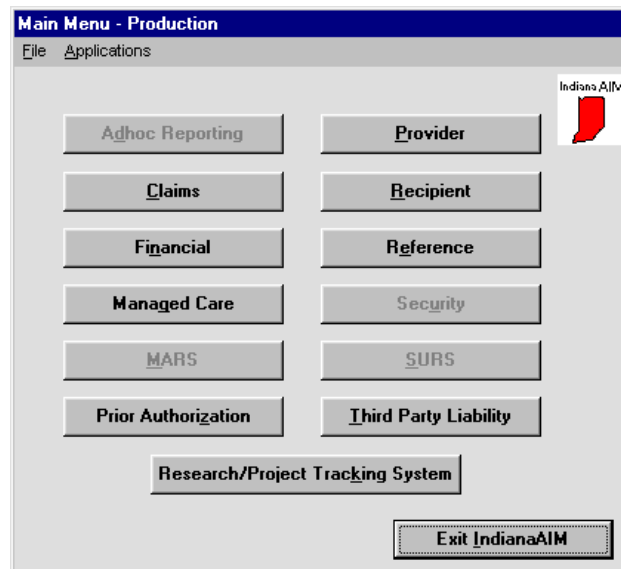 Main Menu - Production
File Applications
Indiana AIM
Adhoc Reporting Provider
Claims Recipient
Financial Reference
Managed Care Security
MARS SURS
Prior Authorization Third Party Liability
Research/Project Tracking System
Exit IndianaAIM